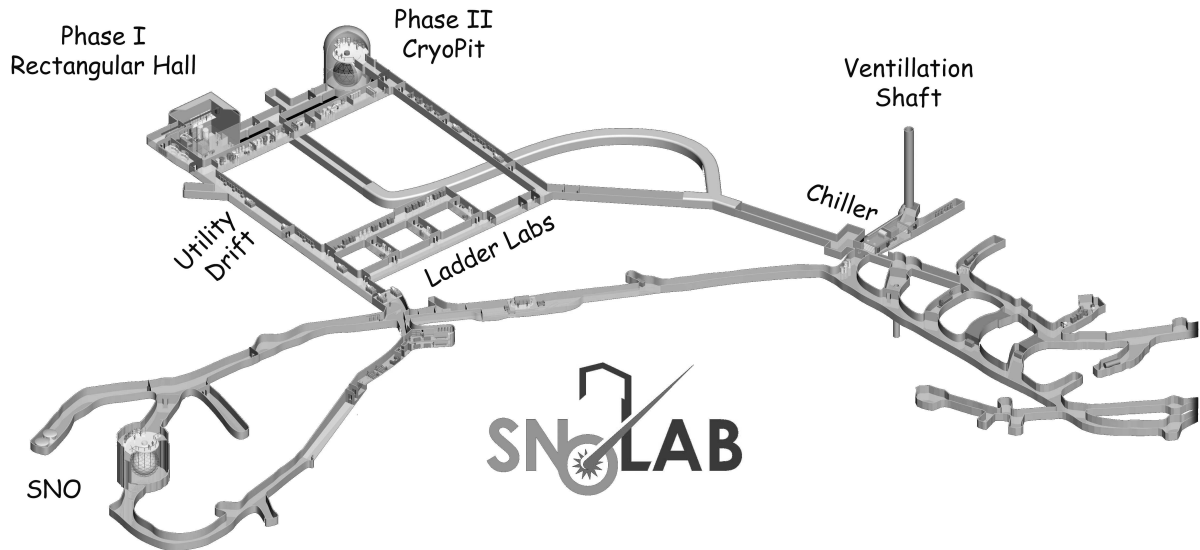 Phase I
Rectangular Hall
Phase II
CryoPit
Ventillation
Shaft
Chiller
Utility
Drift
Ladder Labs
SNO
SNOLAB